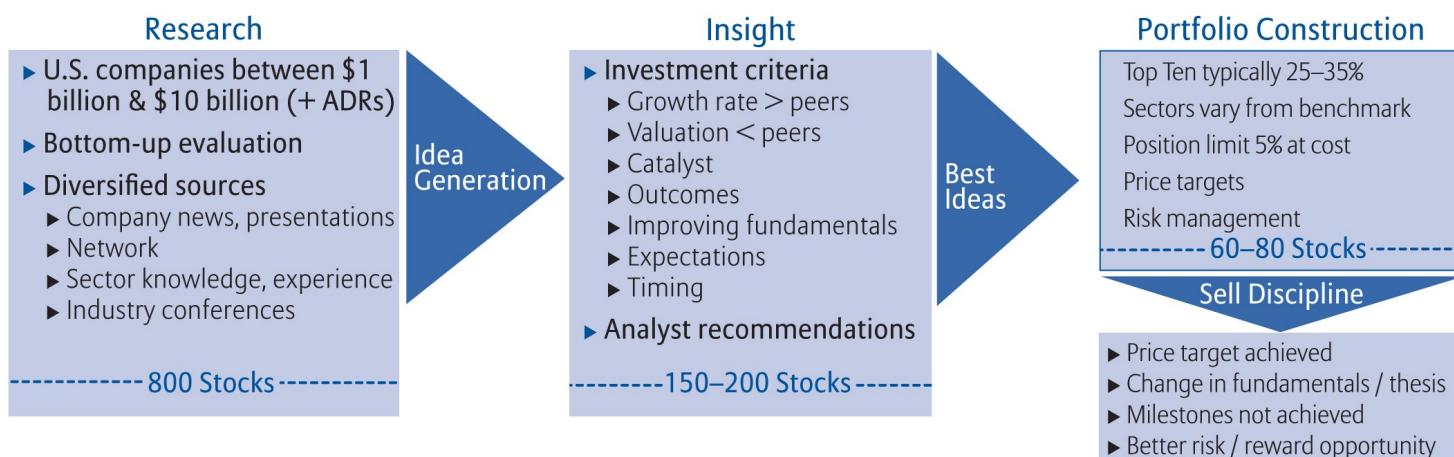 Research
▸ U.S. companies between $1
billion & $10 billion (+ ADRs)
▸ Bottom-up evaluation
▸ Diversified sources
▸ Company news, presentations
▸ Network
▸ Sector knowledge, experience
▸ Industry conferences
800 Stocks
Idea
Generation
Insight
▸ Investment criteria
▸ Growth rate > peers
▸ Valuation < peers
▸ Catalyst
▸ Outcomes
▸ Improving fundamentals
▸ Expectations
▸ Timing
▸ Analyst recommendations
150–200 Stocks
Best
Ideas
Portfolio Construction
Top Ten typically 25–35%
Sectors vary from benchmark
Position limit 5% at cost
Price targets
Risk management
60–80 Stocks
Sell Discipline
▸ Price target achieved
▸ Change in fundamentals / thesis
▸ Milestones not achieved
▸ Better risk / reward opportunity